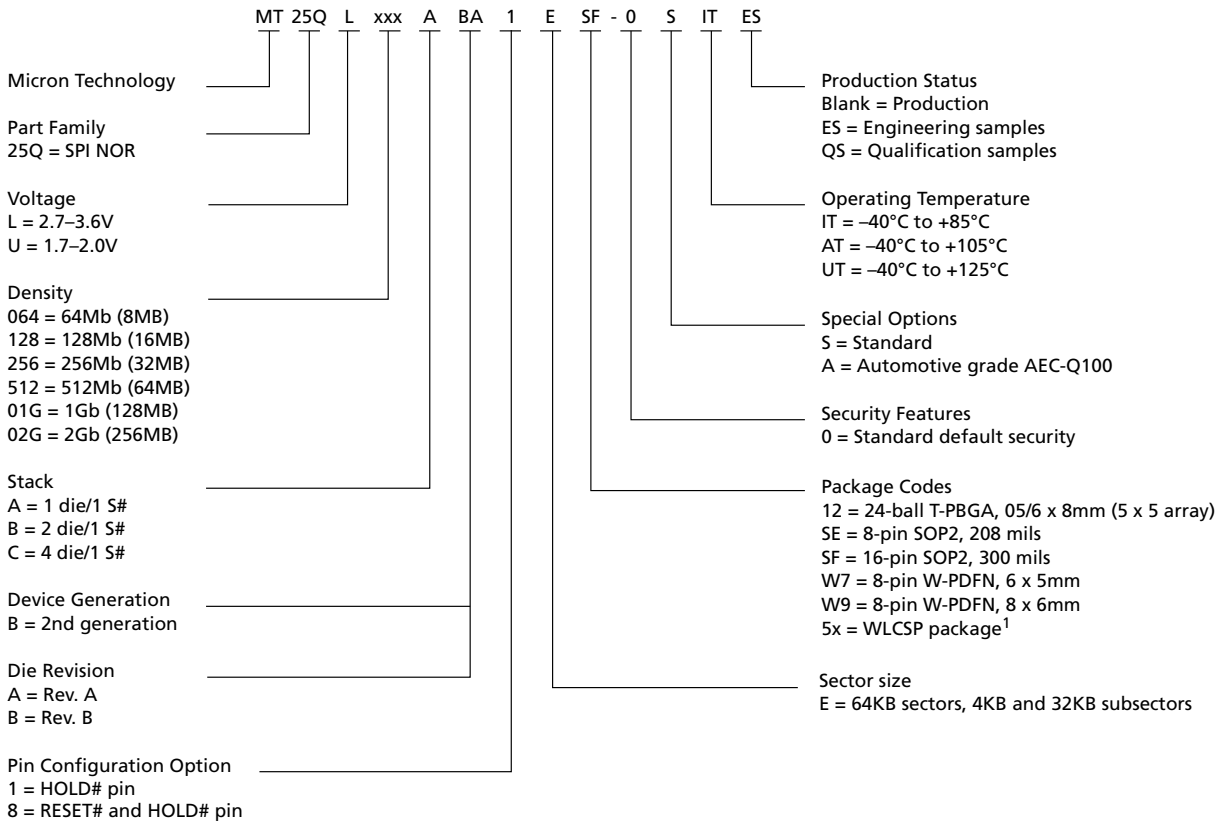 MT 25Q L xxx A BA 1 E SF - 0 S IT ES
Micron Technology
Part Family
25Q = SPI NOR
Voltage
L = 2.7–3.6V
U = 1.7–2.0V
Density
064 = 64Mb (8MB)
128 = 128Mb (16MB)
256 = 256Mb (32MB)
512 = 512Mb (64MB)
01G = 1Gb (128MB)
02G = 2Gb (256MB)
Stack
A = 1 die/1 S#
B = 2 die/1 S#
C = 4 die/1 S#
Device Generation
B = 2nd generation
Die Revision
A = Rev. A
B = Rev. B
Pin Configuration Option
1 = HOLD# pin
8 = RESET# and HOLD# pin
Production Status
Blank = Production
ES = Engineering samples
QS = Qualification samples
Operating Temperature
IT = –40°C to +85°C
AT = –40°C to +105°C
UT = –40°C to +125°C
Special Options
S = Standard
A = Automotive grade AEC-Q100
Security Features
0 = Standard default security
Package Codes
12 = 24-ball T-PBGA, 05/6 x 8mm (5 x 5 array)
SE = 8-pin SOP2, 208 mils
SF = 16-pin SOP2, 300 mils
W7 = 8-pin W-PDFN, 6 x 5mm
W9 = 8-pin W-PDFN, 8 x 6mm
5x = WLCSP package1
Sector size
E = 64KB sectors, 4KB and 32KB subsectors